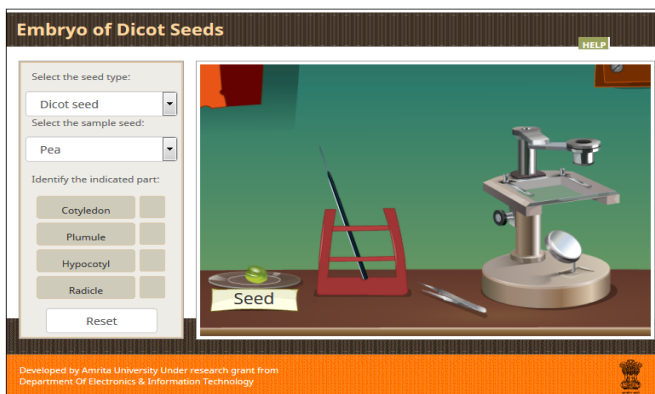 Embryo of Dicot Seeds
HELP
Select the seed type:
Dicot seed
Select the sample seed:
Pea
Identify the indicated part:
Cotyledon
Plumule
Hypocotyl
Radicle
Reset
Seed
Developed by Amrita University Under research grant from
Department Of Electronics & Information Technology